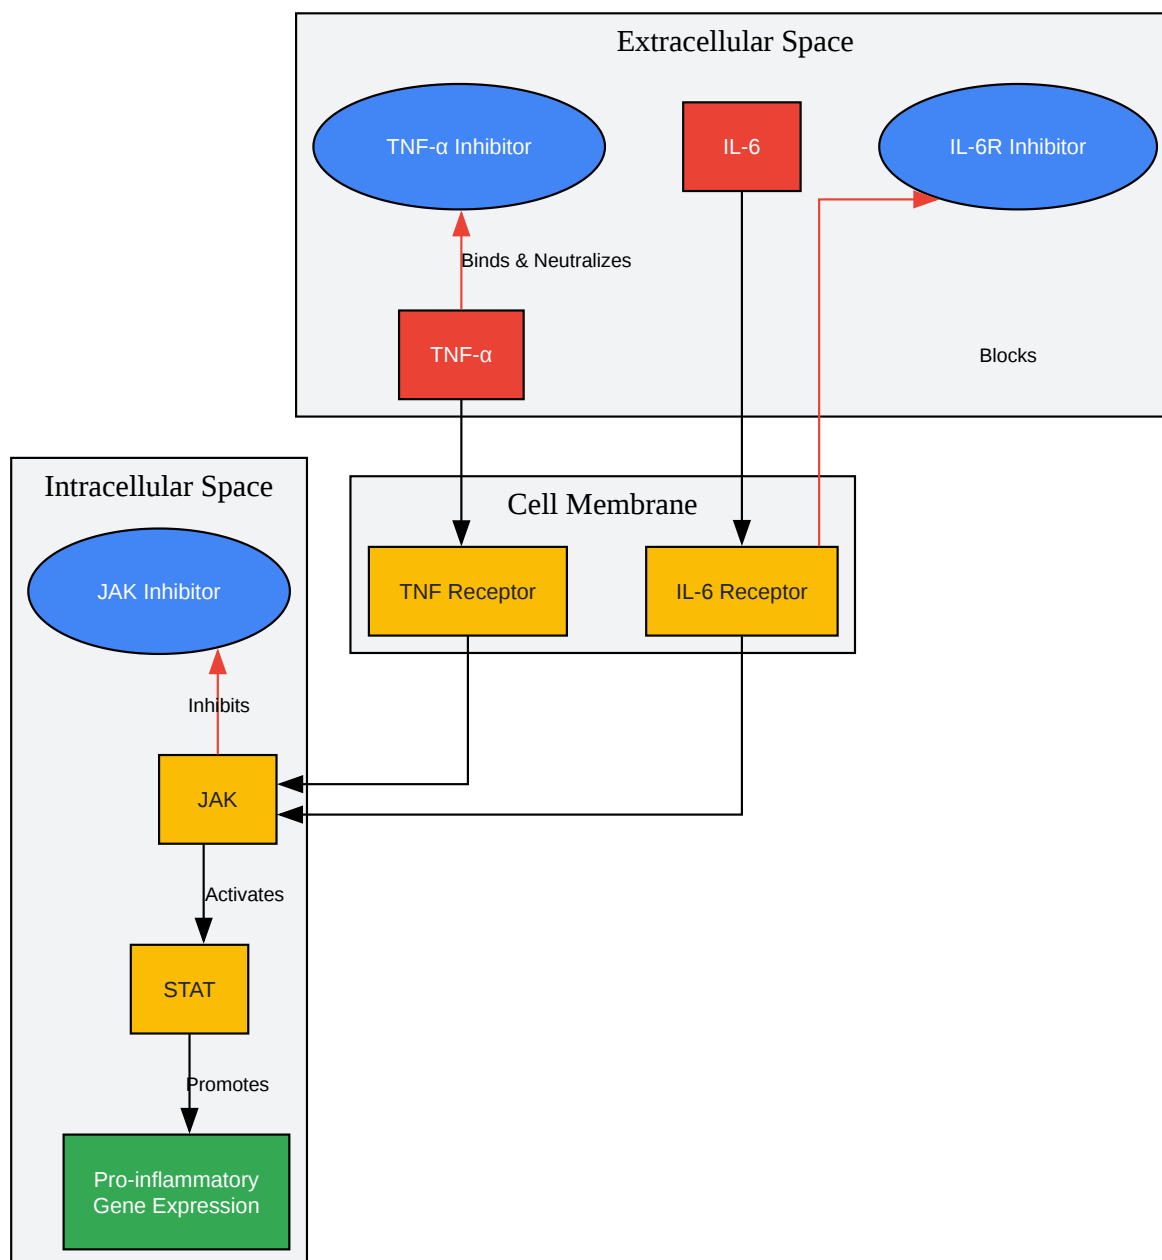 Extracellular Space
TNF-α Inhibitor
IL-6
IL-6R Inhibitor
Binds & Neutralizes
TNF-α
Blocks
Intracellular Space
Cell Membrane
JAK Inhibitor
TNF Receptor
IL-6 Receptor
Inhibits
JAK
Activates
STAT
Promotes
Pro-inflammatory
Gene Expression